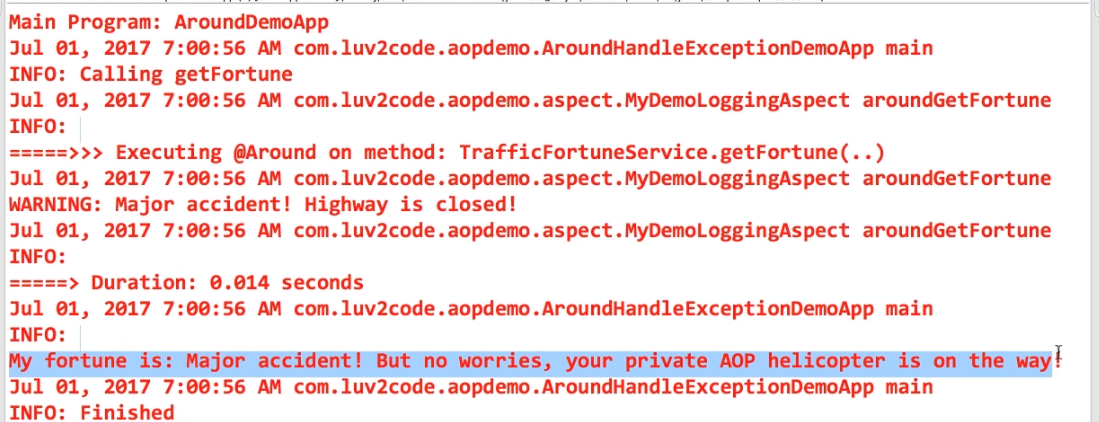 Main Program: AroundDemoApp
Jul 01, 2017 7:00:56 AM com.luv2code.aopdemo.AroundHandleExceptionDemoApp main
INFO: Calling getFortune
Jul 01, 2017 7:00:56 AM com.luv2code.aopdemo.aspect.MyDemoLoggingAspect aroundGetFortune
INFO:
=====>>> Executing @Around on method: TrafficFortuneService.getFortune(..)
Jul 01, 2017 7:00:56 AM com.luv2code.aopdemo.aspect.MyDemoLoggingAspect aroundGetFortune
WARNING: Major accident! Highway is closed!
Jul 01, 2017 7:00:56 AM com.luv2code.aopdemo.aspect.MyDemoLoggingAspect aroundGetFortune
INFO:
=====> Duration: 0.014 seconds
Jul 01, 2017 7:00:56 AM com.luv2code.aopdemo.AroundHandleExceptionDemoApp main
INFO:
My fortune is: Major accident! But no worries, your private AOP helicopter is on the way!
Jul 01, 2017 7:00:56 AM com.luv2code.aopdemo.AroundHandleExceptionDemoApp main
INFO: Finished